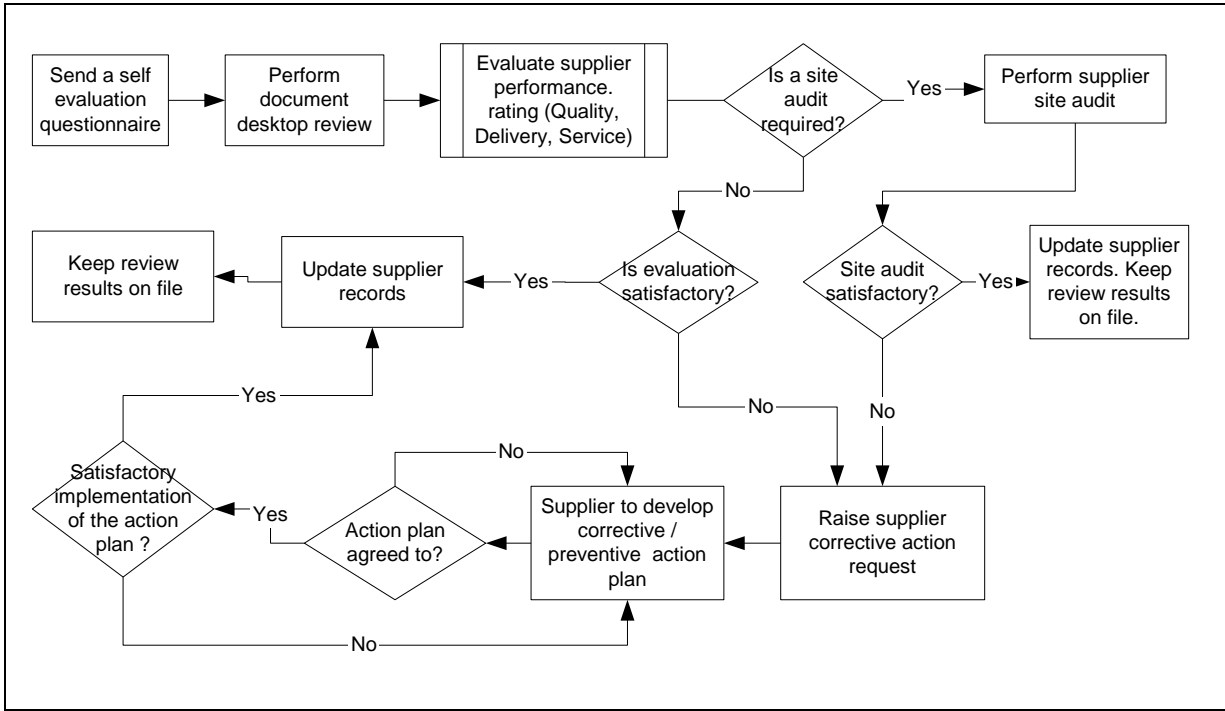 Send a self
evaluation
questionnaire
Perform
document
desktop review
Evaluate supplier
performance.
rating (Quality,
Delivery, Service)
Is a site
audit
required?
Yes
Perform supplier
site audit
No
Keep review
results on file
Update supplier
records
Yes
Is evaluation
satisfactory?
Site audit
satisfactory?
Yes
Update supplier
records. Keep
review results
on file.
Yes
No
No
Satisfactory
implementation
of the action
plan ?
Yes
No
Action plan
agreed to?
Supplier to develop
corrective /
preventive action
plan
Raise supplier
corrective action
request
No